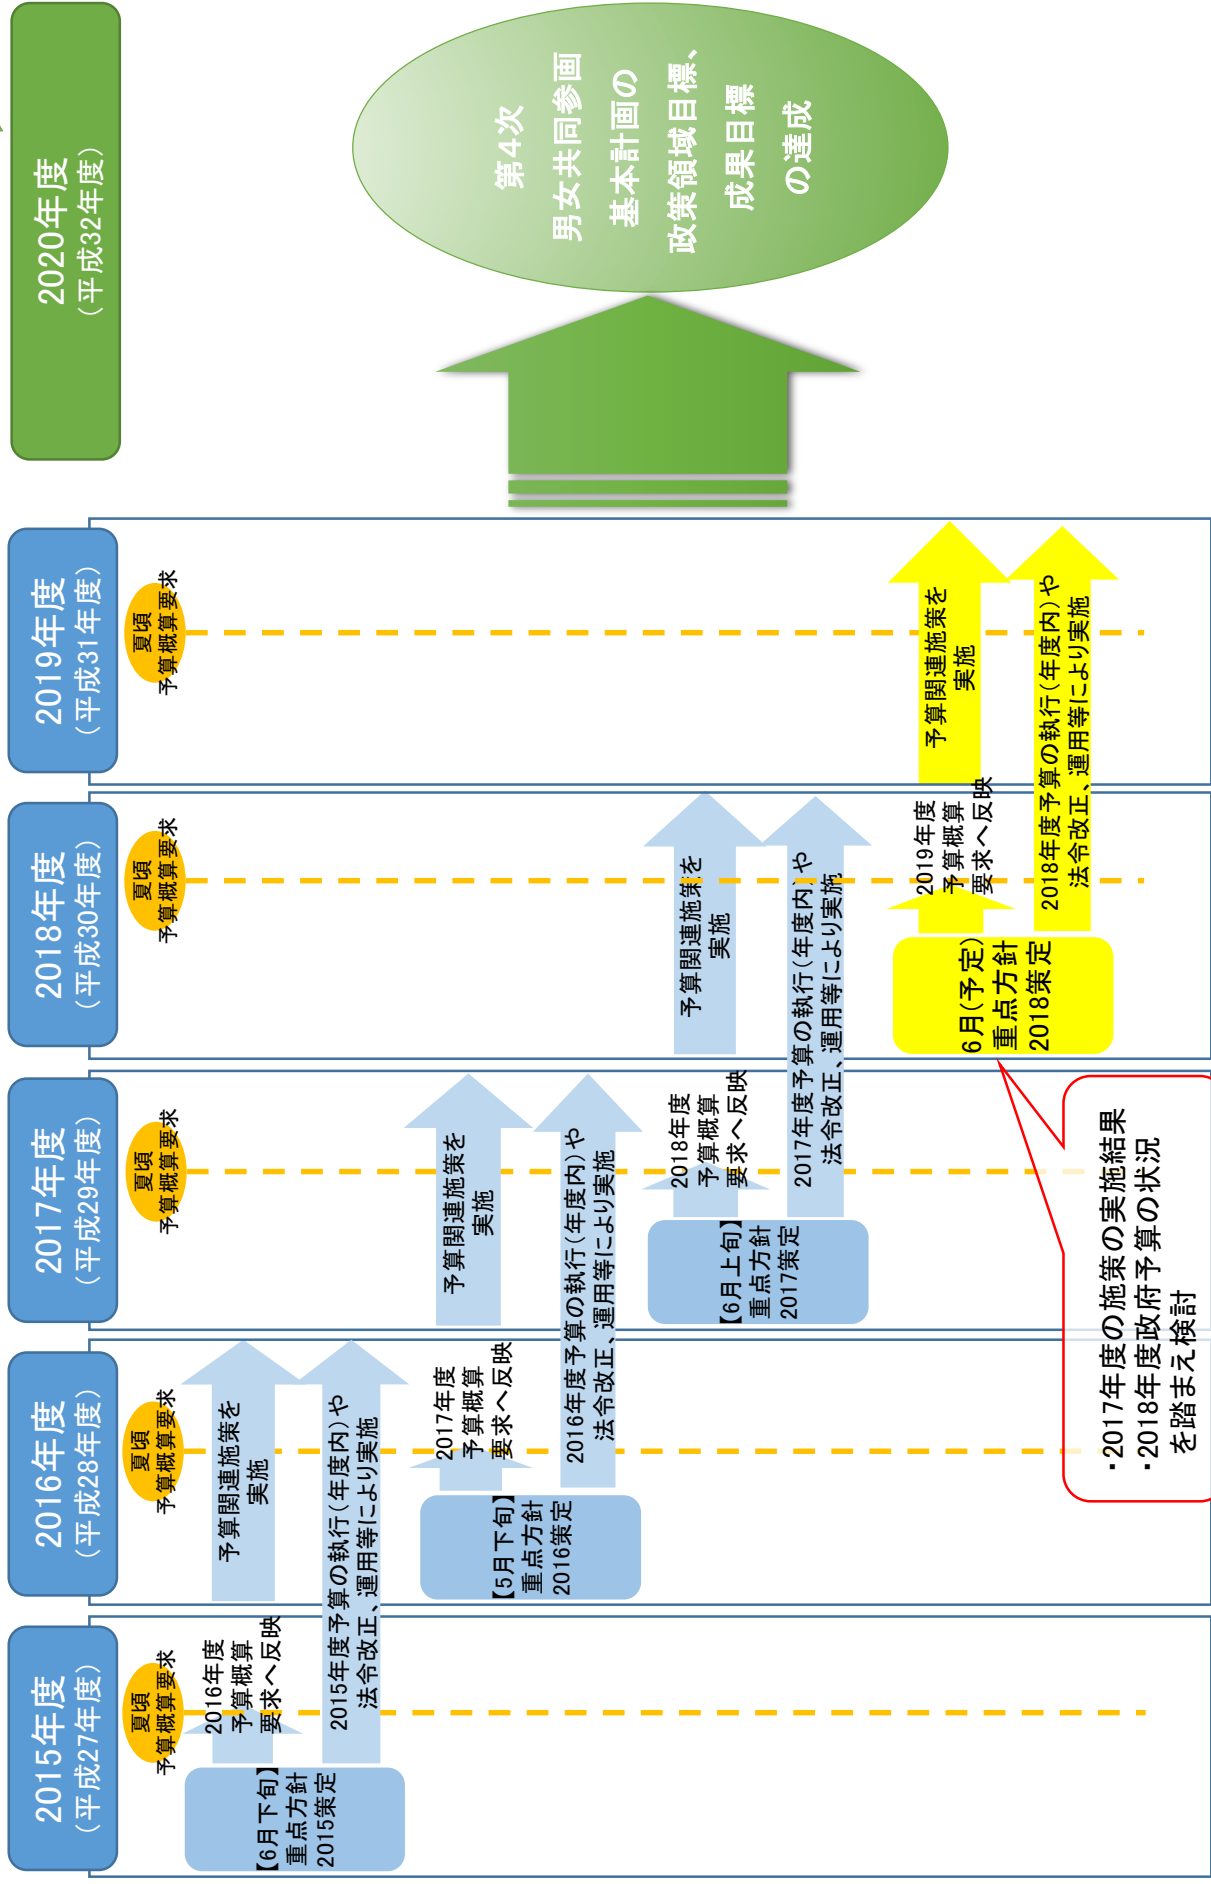 2015年度
（平成27年度）
夏頃
予算概算要求
【6月下旬】
重点方針
2015策定
2016年度
予算概算
要求へ反映
2015年度予算の執行（年度内）や
法令改正、運用等により実施
2016年度
（平成28年度）
夏頃
予算概算要求
予算関連施策を
実施
【5月下旬】
重点方針
2016策定
2017年度
予算概算
要求へ反映
2016年度予算の執行（年度内）や
法令改正、運用等により実施
2017年度
（平成29年度）
夏頃
予算概算要求
予算関連施策を
実施
【6月上旬】
重点方針
2017策定
2018年度
予算概算
要求へ反映
2017年度予算の執行（年度内）や
法令改正、運用等により実施
2018年度
（平成30年度）
夏頃
予算概算要求
予算関連施策を
実施
6月（予定）
重点方針
2018策定
2019年度
予算概算
要求へ反映
2018年度予算の執行（年度内）や
法令改正、運用等により実施
・2017年度の施策の実施結果
・2018年度政府予算の状況
を踏まえ検討
2019年度
（平成31年度）
夏頃
予算概算要求
予算関連施策を
実施
2020年度
（平成32年度）
第4次
男女共同参画
基本計画の
政策領域目標、
成果目標
の達成